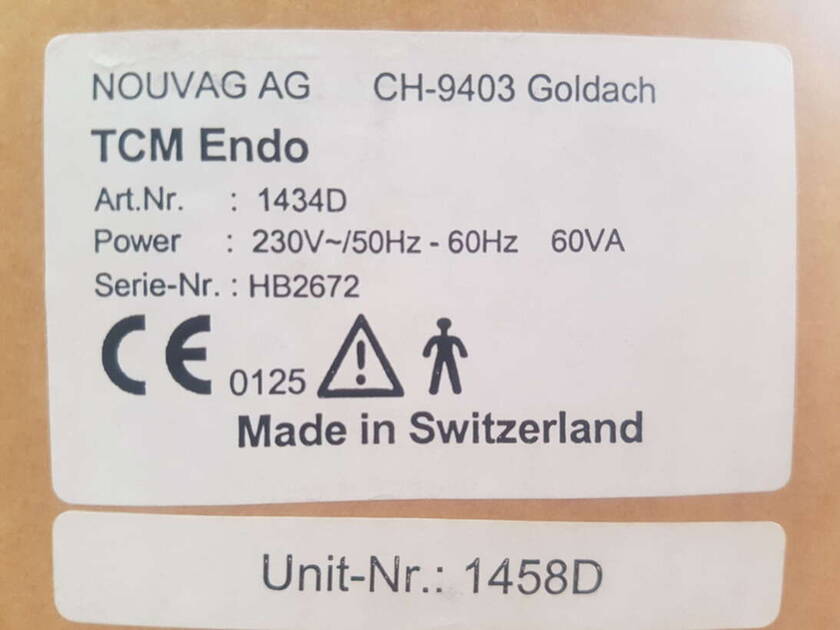 NOUVAG AG CH-9403 Goldach
TCM Endo
Art.Nr. : 1434D
Power : 230V~/50Hz - 60Hz 60VA
Serie-Nr. : HB2672
CE 0125
Made in Switzerland
Unit-Nr.: 1458D